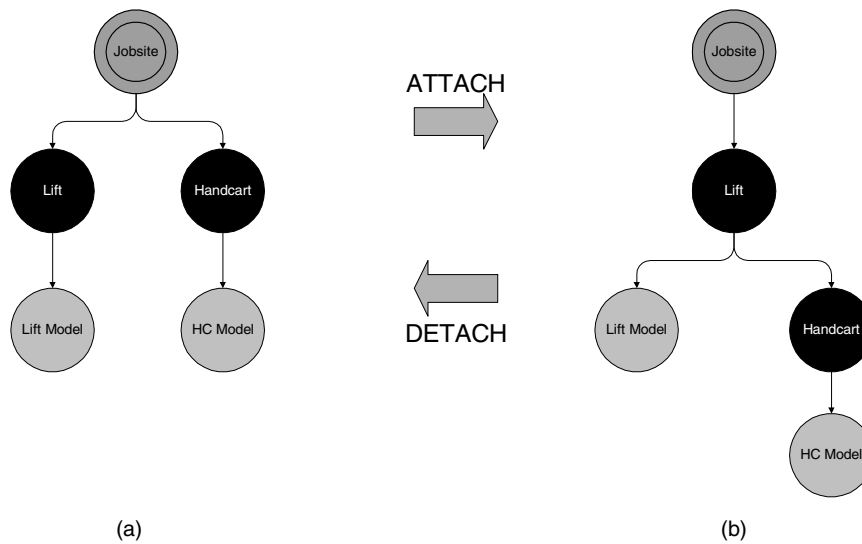 Jobsite
Lift
Handcart
Lift Model
HC Model
(a)
ATTACH
DETACH
Jobsite
Lift
Lift Model
Handcart
HC Model
(b)